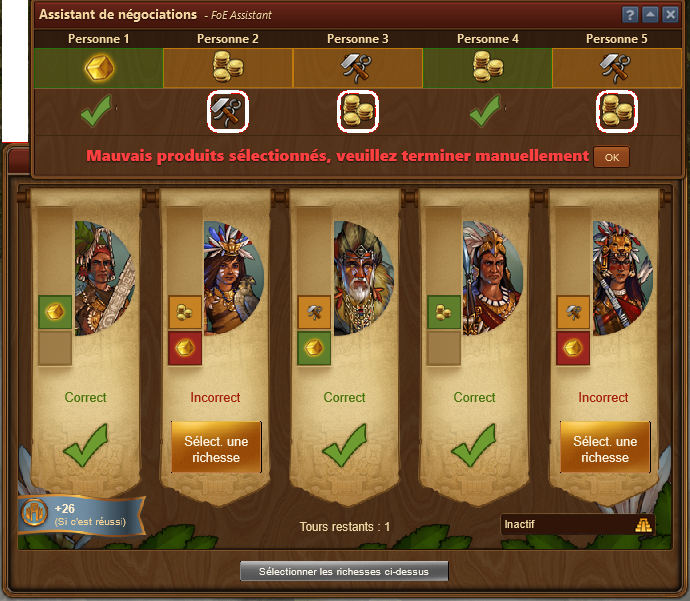 Assistant de négociations - FoE Assistant
Personne 1 Personne 2 Personne 3 Personne 4 Personne 5
Mauvais produits sélectionnés, veuillez terminer manuellement OK
Correct Incorrect Correct Correct Incorrect
Sélect. une
richesse
Sélect. une
richesse
+26
(Si c'est réussi)
Tours restants : 1
Inactif
Sélectionner les richesses ci-dessus